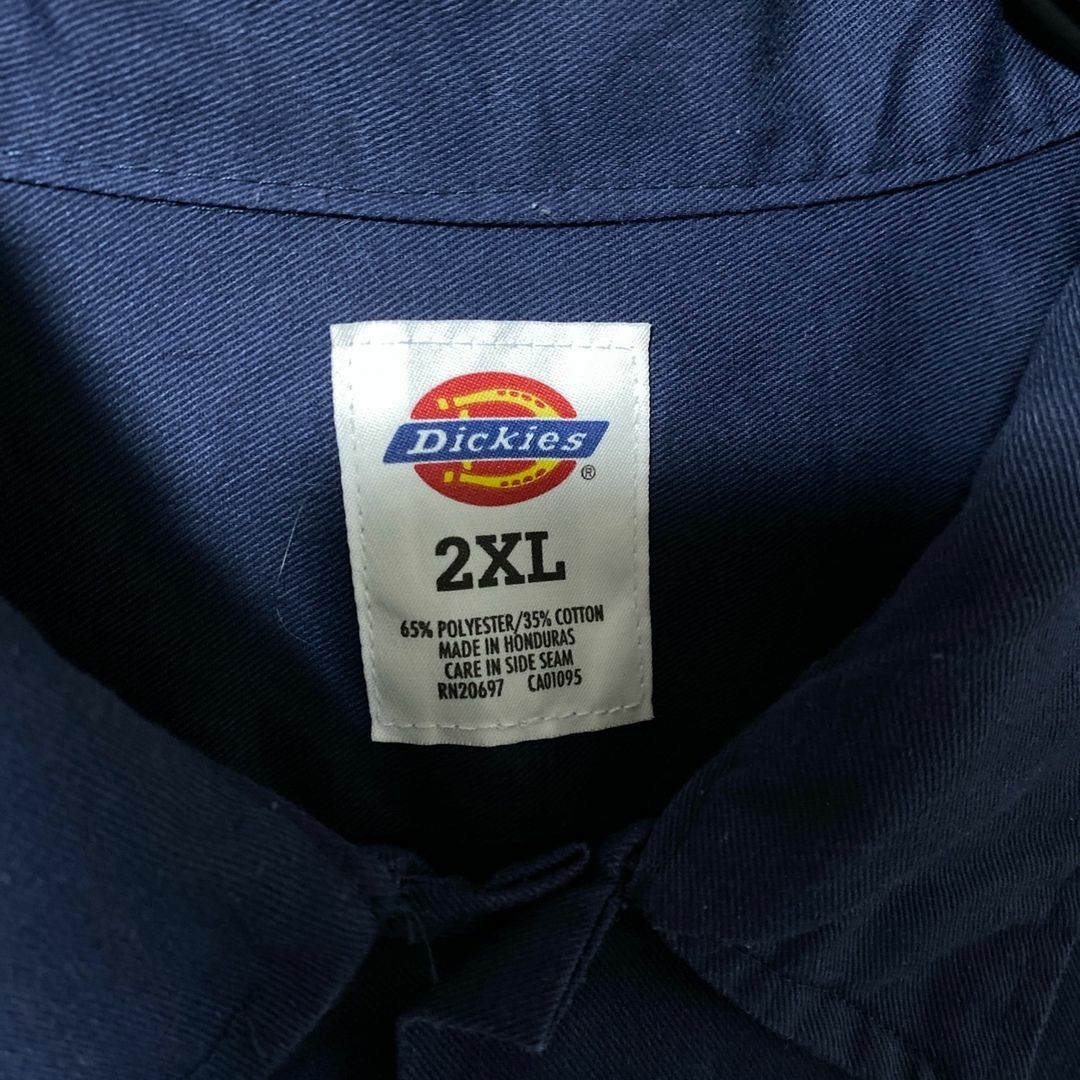 Dickies®
2XL
65% POLYESTER/35% COTTON
MADE IN HONDURAS
CARE IN SIDE SEAM
RN20697 CA01095